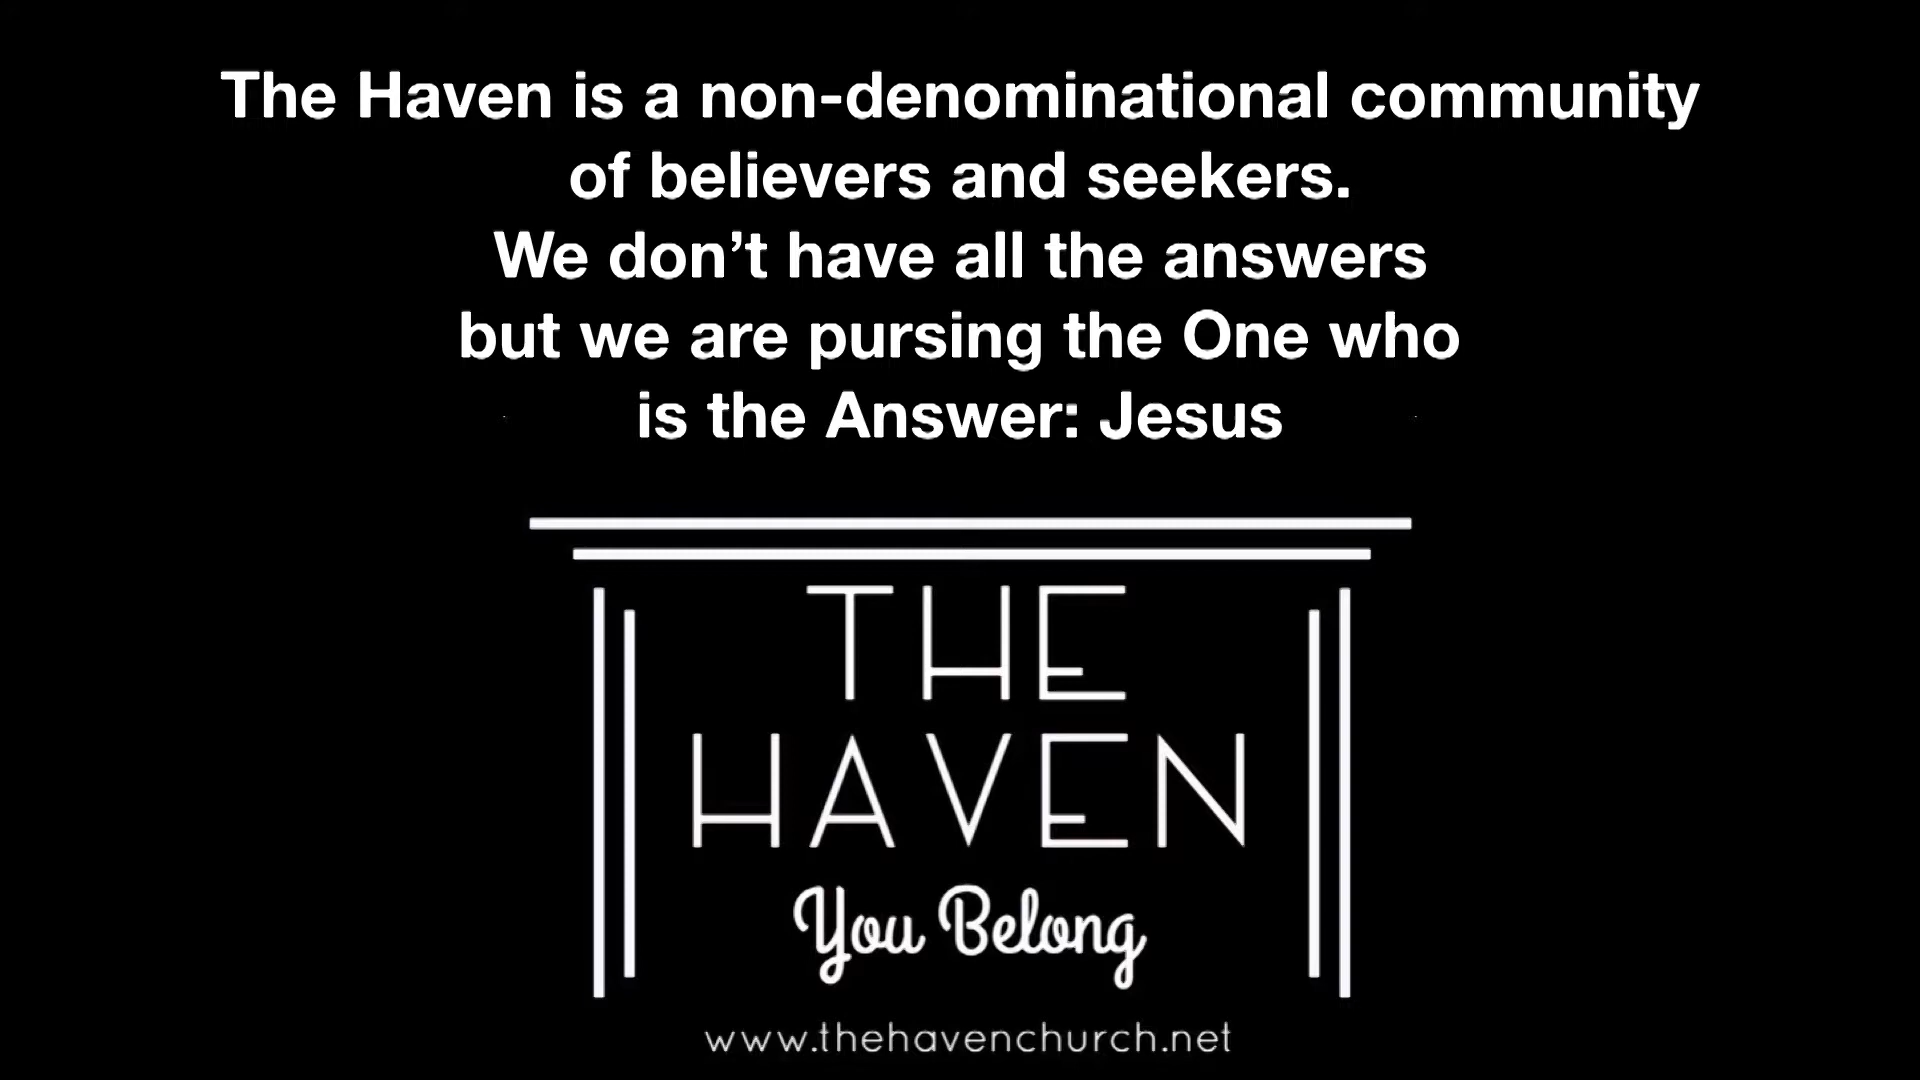 The Haven is a non-denominational community
of believers and seekers.
We don’t have all the answers
but we are pursing the One who
is the Answer: Jesus
THE
HAVEN
You Belong
www.thehavenchurch.net